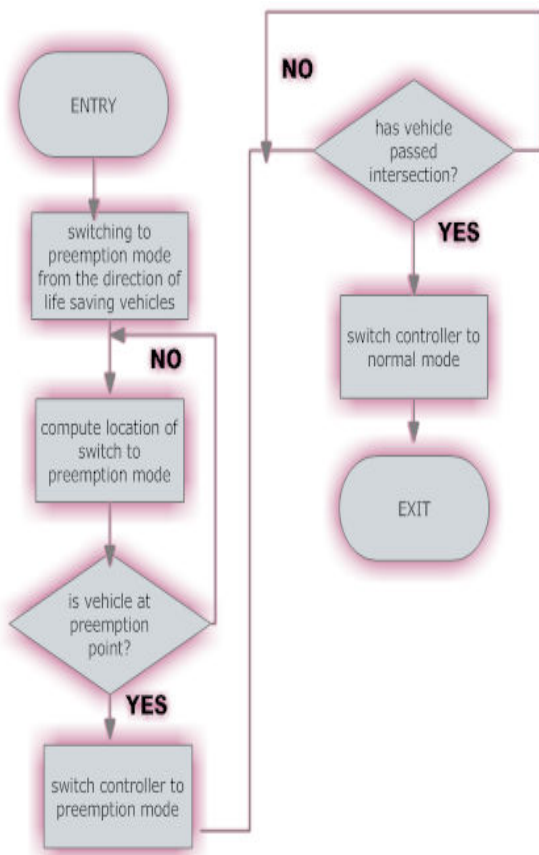 ENTRY
switching to
preemption mode
from the direction of
life saving vehicles
NO
compute location of
switch to
preemption mode
is vehicle at
preemption
point?
YES
switch controller to
preemption mode
NO
has vehicle
passed
intersection?
YES
switch controller to
normal mode
EXIT